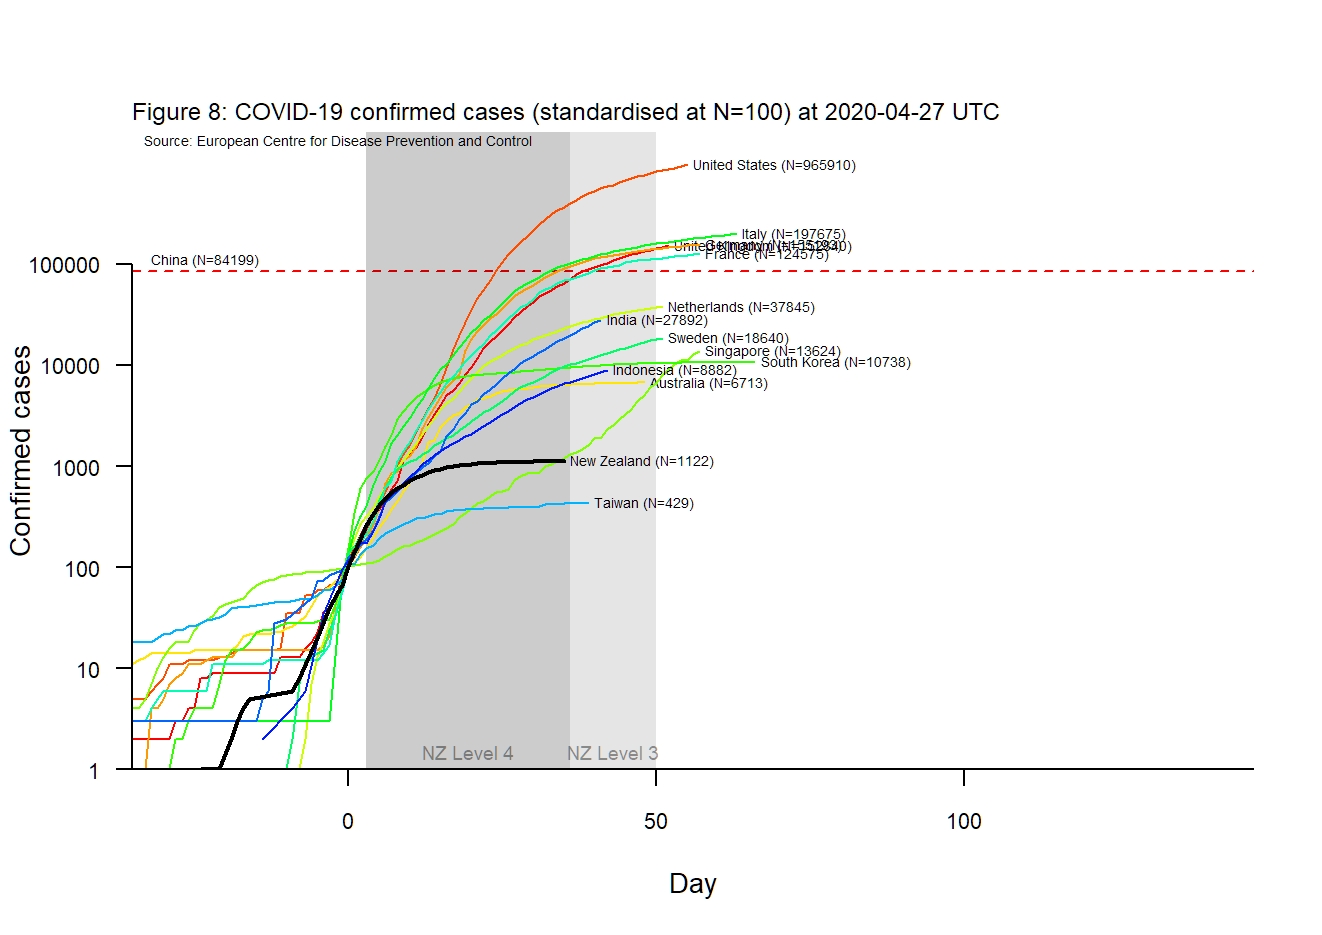 Figure 8: COVID-19 confirmed cases (standardised at N=100) at 2020-04-27 UTC
Source: European Centre for Disease Prevention and Control
United States (N=965910)
Italy (N=197675)
France (N=124575)
China (N=84199)
100000
Netherlands (N=37845)
India (N=27892)
Sweden (N=18640)
Singapore (N=13624)
South Korea (N=10738)
10000
Indonesia (N=8882)
Australia (N=6713)
New Zealand (N=1122)
1000
Taiwan (N=429)
100
10
1
Confirmed cases
NZ Level 4
NZ Level 3
0
50
100
Day